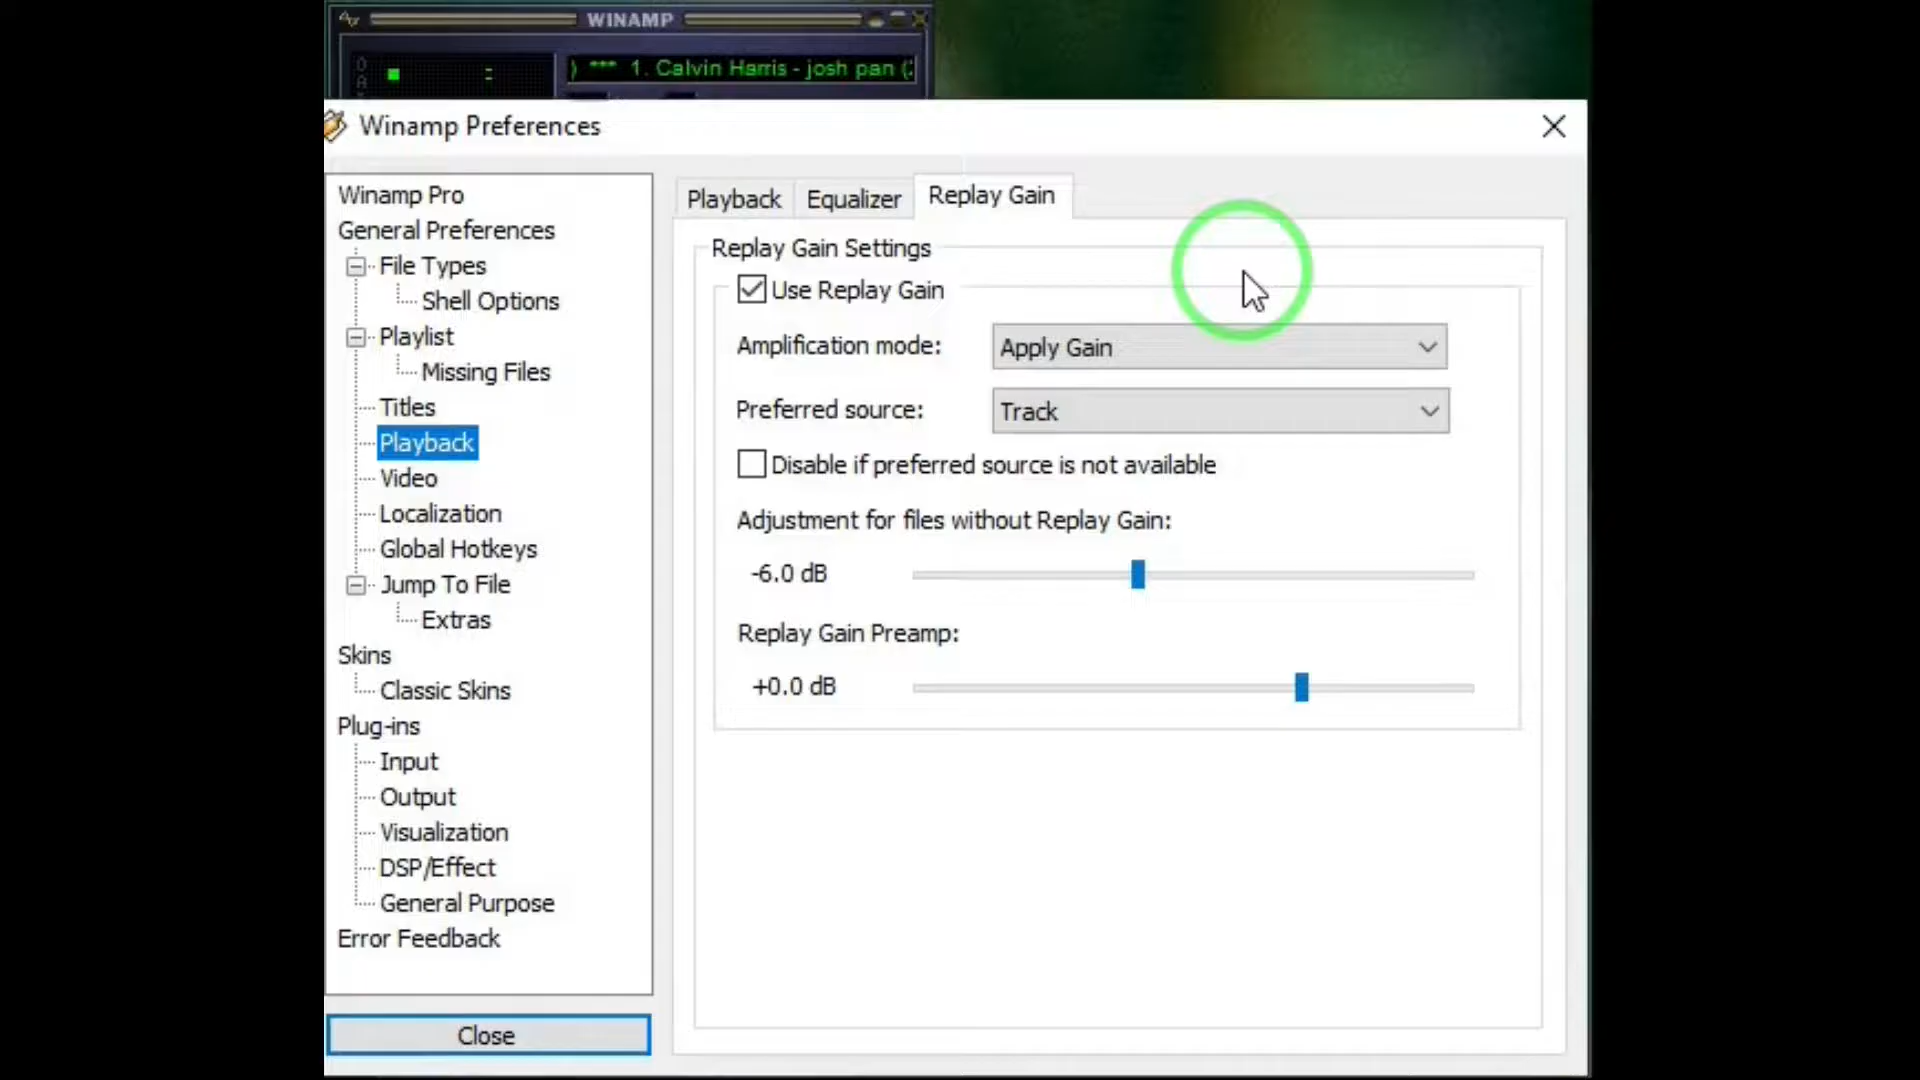 WINAMP
) *** 1. Calvin Harris - josh pan (
Winamp Preferences
Winamp Pro
General Preferences
File Types
Shell Options
Playlist
Missing Files
Titles
Playback
Video
Localization
Global Hotkeys
Jump To File
Extras
Skins
Classic Skins
Plug-ins
Input
Output
Visualization
DSP/Effect
General Purpose
Error Feedback
Close
Playback
Equalizer
Replay Gain
Replay Gain Settings
Use Replay Gain
Amplification mode:
Apply Gain
Preferred source:
Track
Disable if preferred source is not available
Adjustment for files without Replay Gain:
-6.0 dB
Replay Gain Preamp:
+0.0 dB